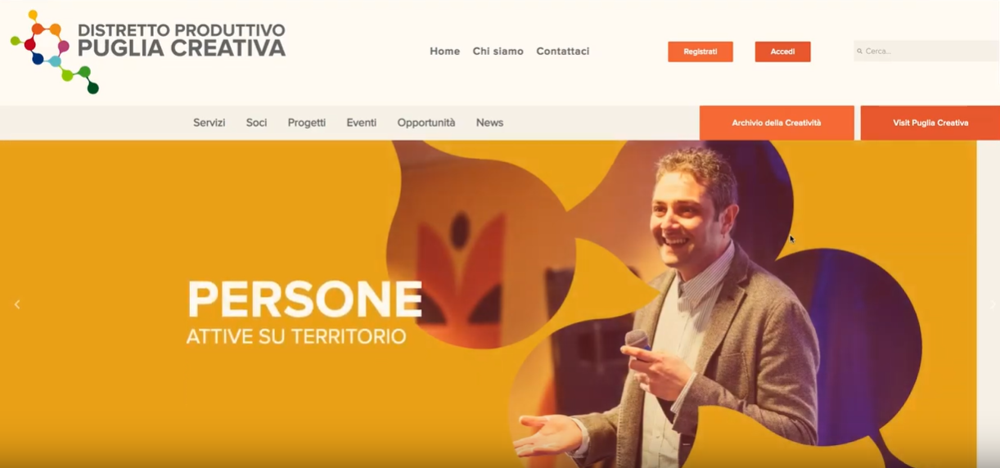 DISTRETTO PRODUTTIVO
PUGLIA CREATIVA
Home Chi siamo Contattaci
Registrati
Accedi
Cerca...
Servizi Soci Progetti Eventi Opportunità News
Archivio della Creatività
Visit Puglia Creativa
PERSONE
ATTIVE SU TERRITORIO